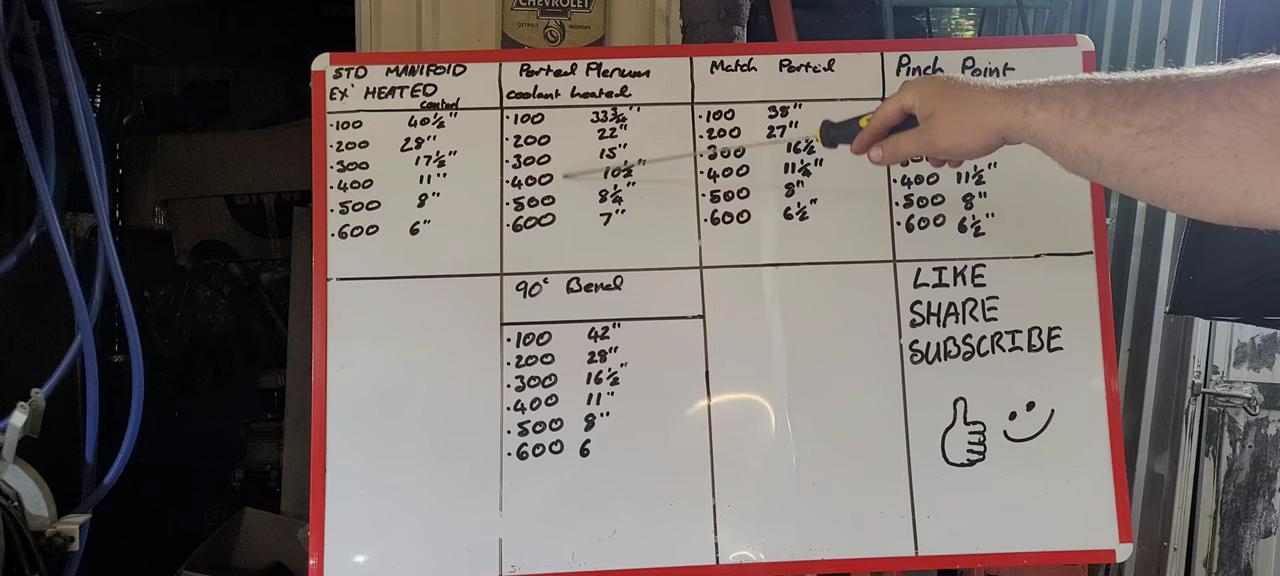 CHEVROLET
DETROIT MICHIGAN
STD MANIFOLD
EX' HEATED
control
.100 40½"
.200 28"
.300 17½"
.400 11"
.500 8"
.600 6"
Ported Plenum
coolant heated
.100 33¾"
.200 22"
.300 15"
.400 10½"
.500 8¼"
.600 7"
Match Ported
.100 38"
.200 27"
.300 16½
.400 11¼"
.500 8"
.600 6½"
Pinch Point
.400 11½"
.500 8"
.600 6½"
90° Bend
.100 42"
.200 28"
.300 16½"
.400 11"
.500 8"
.600 6
LIKE
SHARE
SUBSCRIBE